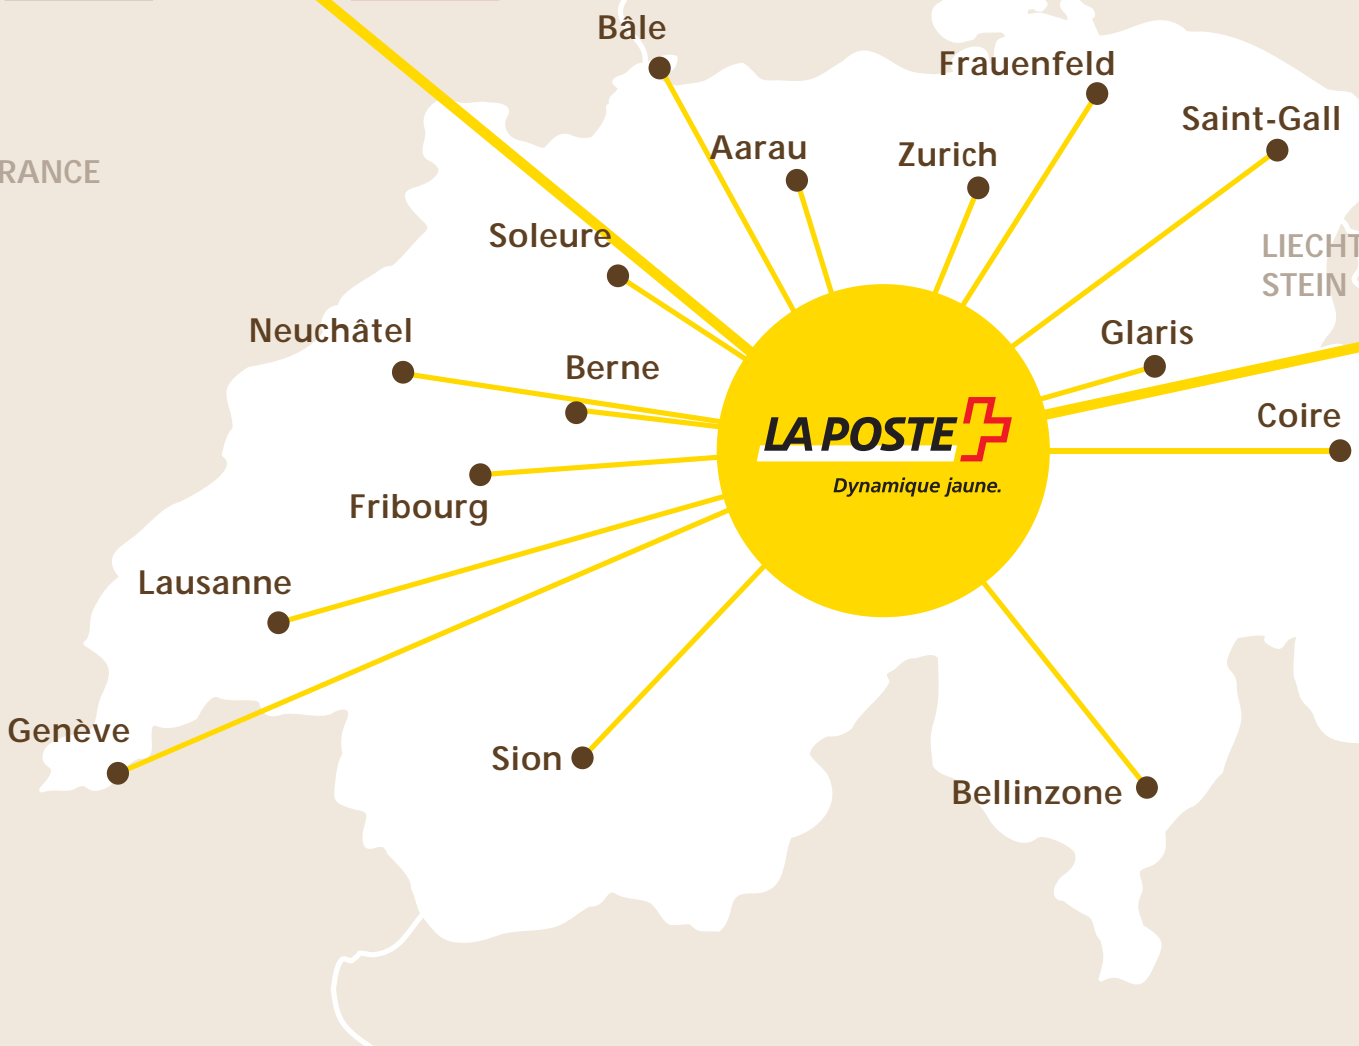 Bâle
Frauenfeld
Saint-Gall
Aarau
Zurich
RANCE
Soleure
LIECHT
STEIN
Neuchâtel
Glaris
Berne
Coire
LA POSTE
Dynamique jaune.
Fribourg
Lausanne
Genève
Sion
Bellinzone